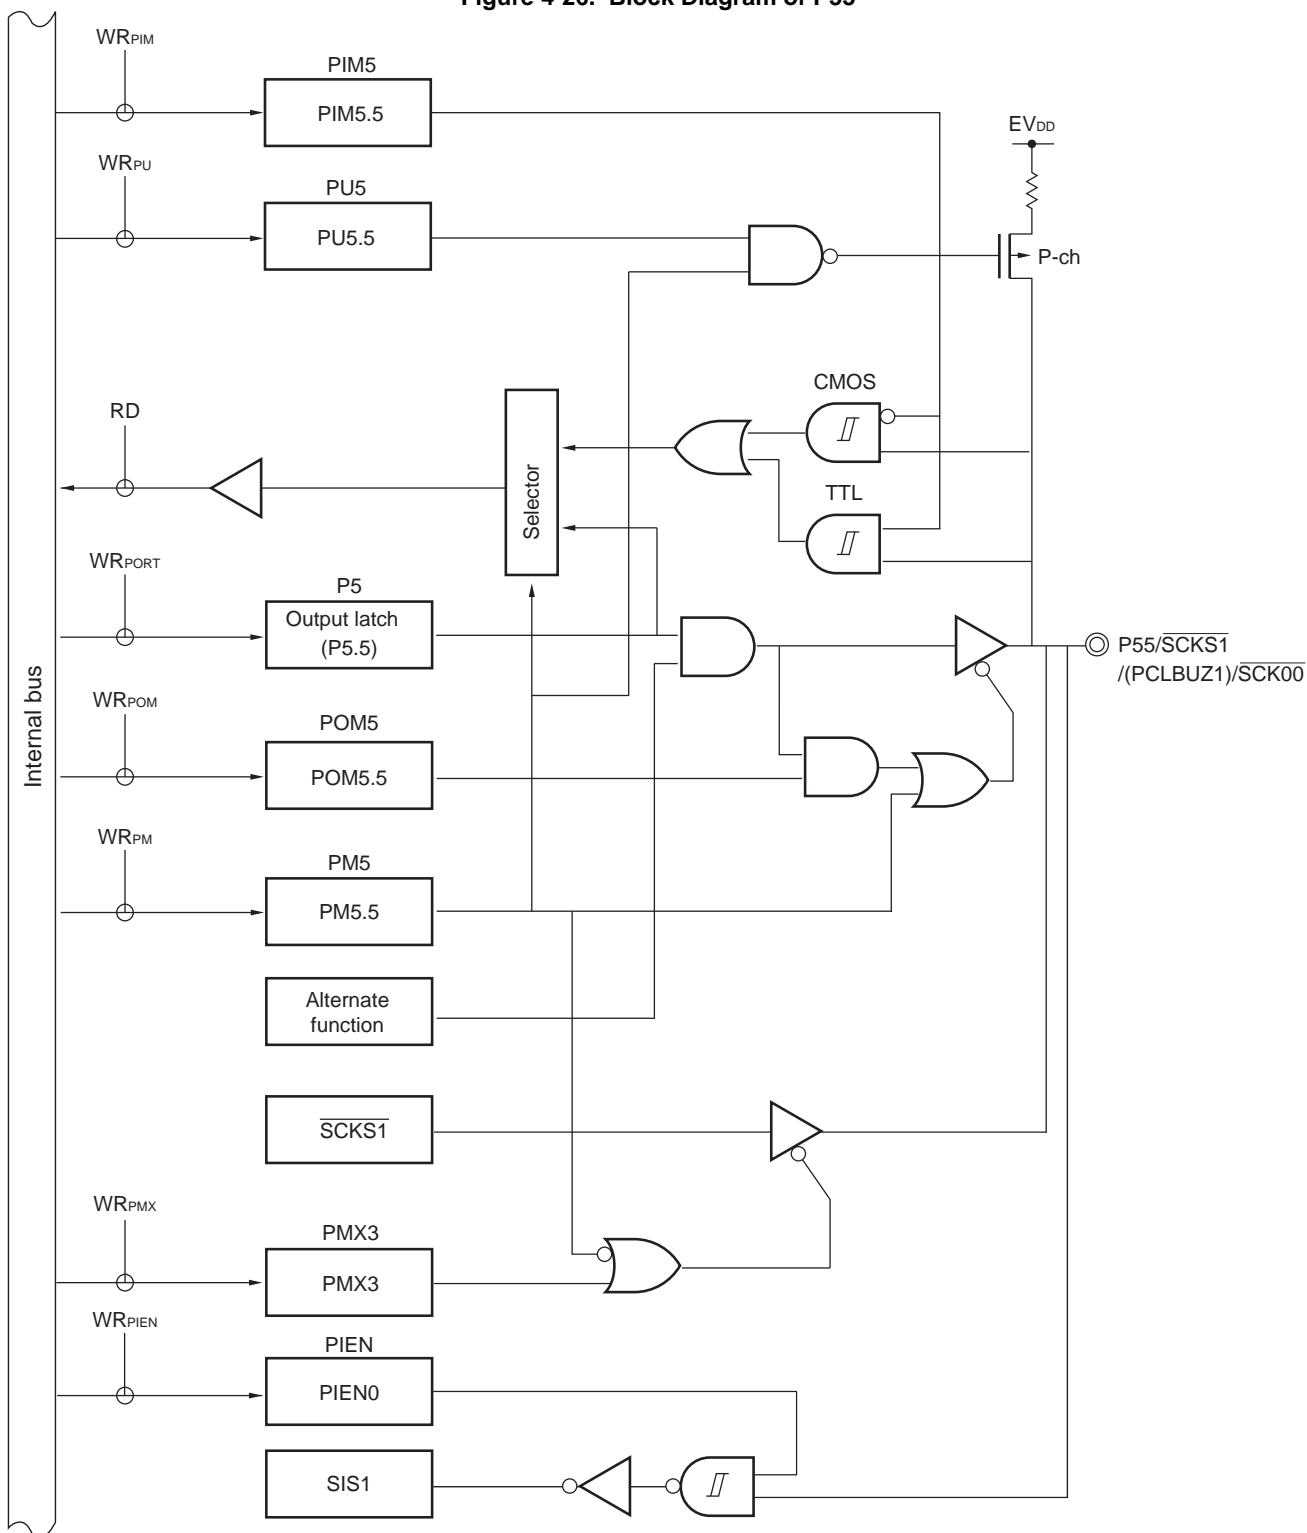 Figure 4-26. Block Diagram of P55
WRPIM
PIM5
PIM5.5
EVDD
WRPU
PU5
PU5.5
P-ch
CMOS
RD
Selector
TTL
WRPORT
P5
Output latch
(P5.5)
P55/SCKS1
/(PCLBUZ1)/SCK00
Internal bus
WRPOM
POM5
POM5.5
WRPM
PM5
PM5.5
Alternate
function
SCKS1
WRPMX
PMX3
PMX3
WRPIEN
PIEN
PIEN0
SIS1